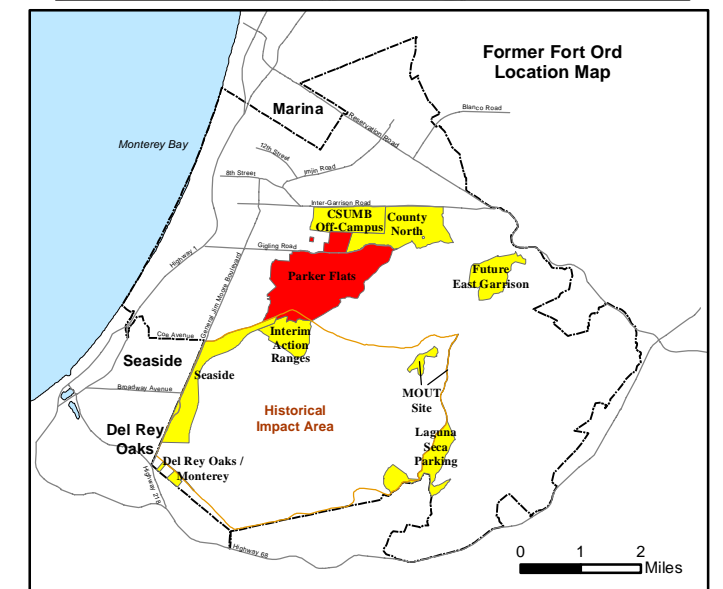 Former Fort Ord
Location Map
Marina
Blanco Road
Reservation Road
Monterey Bay
12th Street
Imjin Road
8th Street
Inter-Garrison Road
CSUMB
Off-Campus
County
North
Gigling Road
Highway 1
General Jim Moore Boulevard
Parker Flats
Future
East Garrison
Coe Avenue
Interim
Action
Ranges
Seaside
Seaside
Broadway Avenue
MOUT
Site
Historical
Impact Area
Del Rey
Oaks
Laguna
Seca
Parking
Del Rey Oaks /
Monterey
Highway 218
Highway 68
0 1 2
Miles